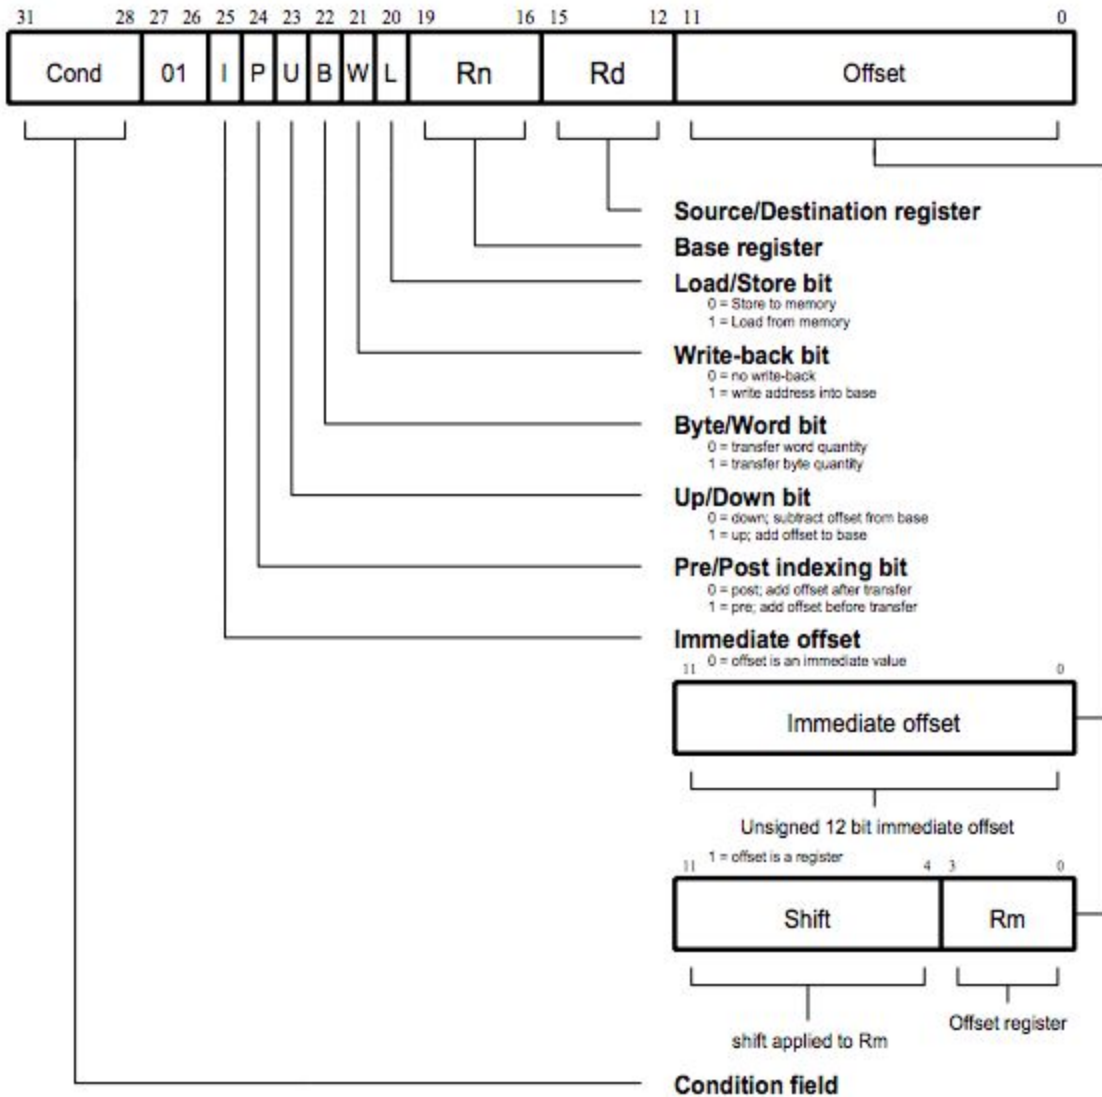 31 28 27 26 25 24 23 22 21 20 19 16 15 12 11 0
Cond 01 I P U B W L Rn Rd Offset
Source/Destination register
Base register
Load/Store bit
0 = Store to memory
1 = Load from memory
Write-back bit
0 = no write-back
1 = write address into base
Byte/Word bit
0 = transfer word quantity
1 = transfer byte quantity
Up/Down bit
0 = down; subtract offset from base
1 = up; add offset to base
Pre/Post indexing bit
0 = post; add offset after transfer
1 = pre; add offset before transfer
Immediate offset
0 = offset is an immediate value
11 0
Immediate offset
Unsigned 12 bit immediate offset
1 = offset is a register
11 4 3 0
Shift Rm
Offset register
shift applied to Rm
Condition field